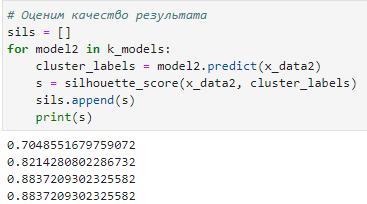 # Оценим качество результата
sils = []
for model2 in k_models:
    cluster_labels = model2.predict(x_data2)
    s = silhouette_score(x_data2, cluster_labels)
    sils.append(s)
    print(s)
0.7048551679759072
0.8214280802286732
0.8837209302325582
0.8837209302325582